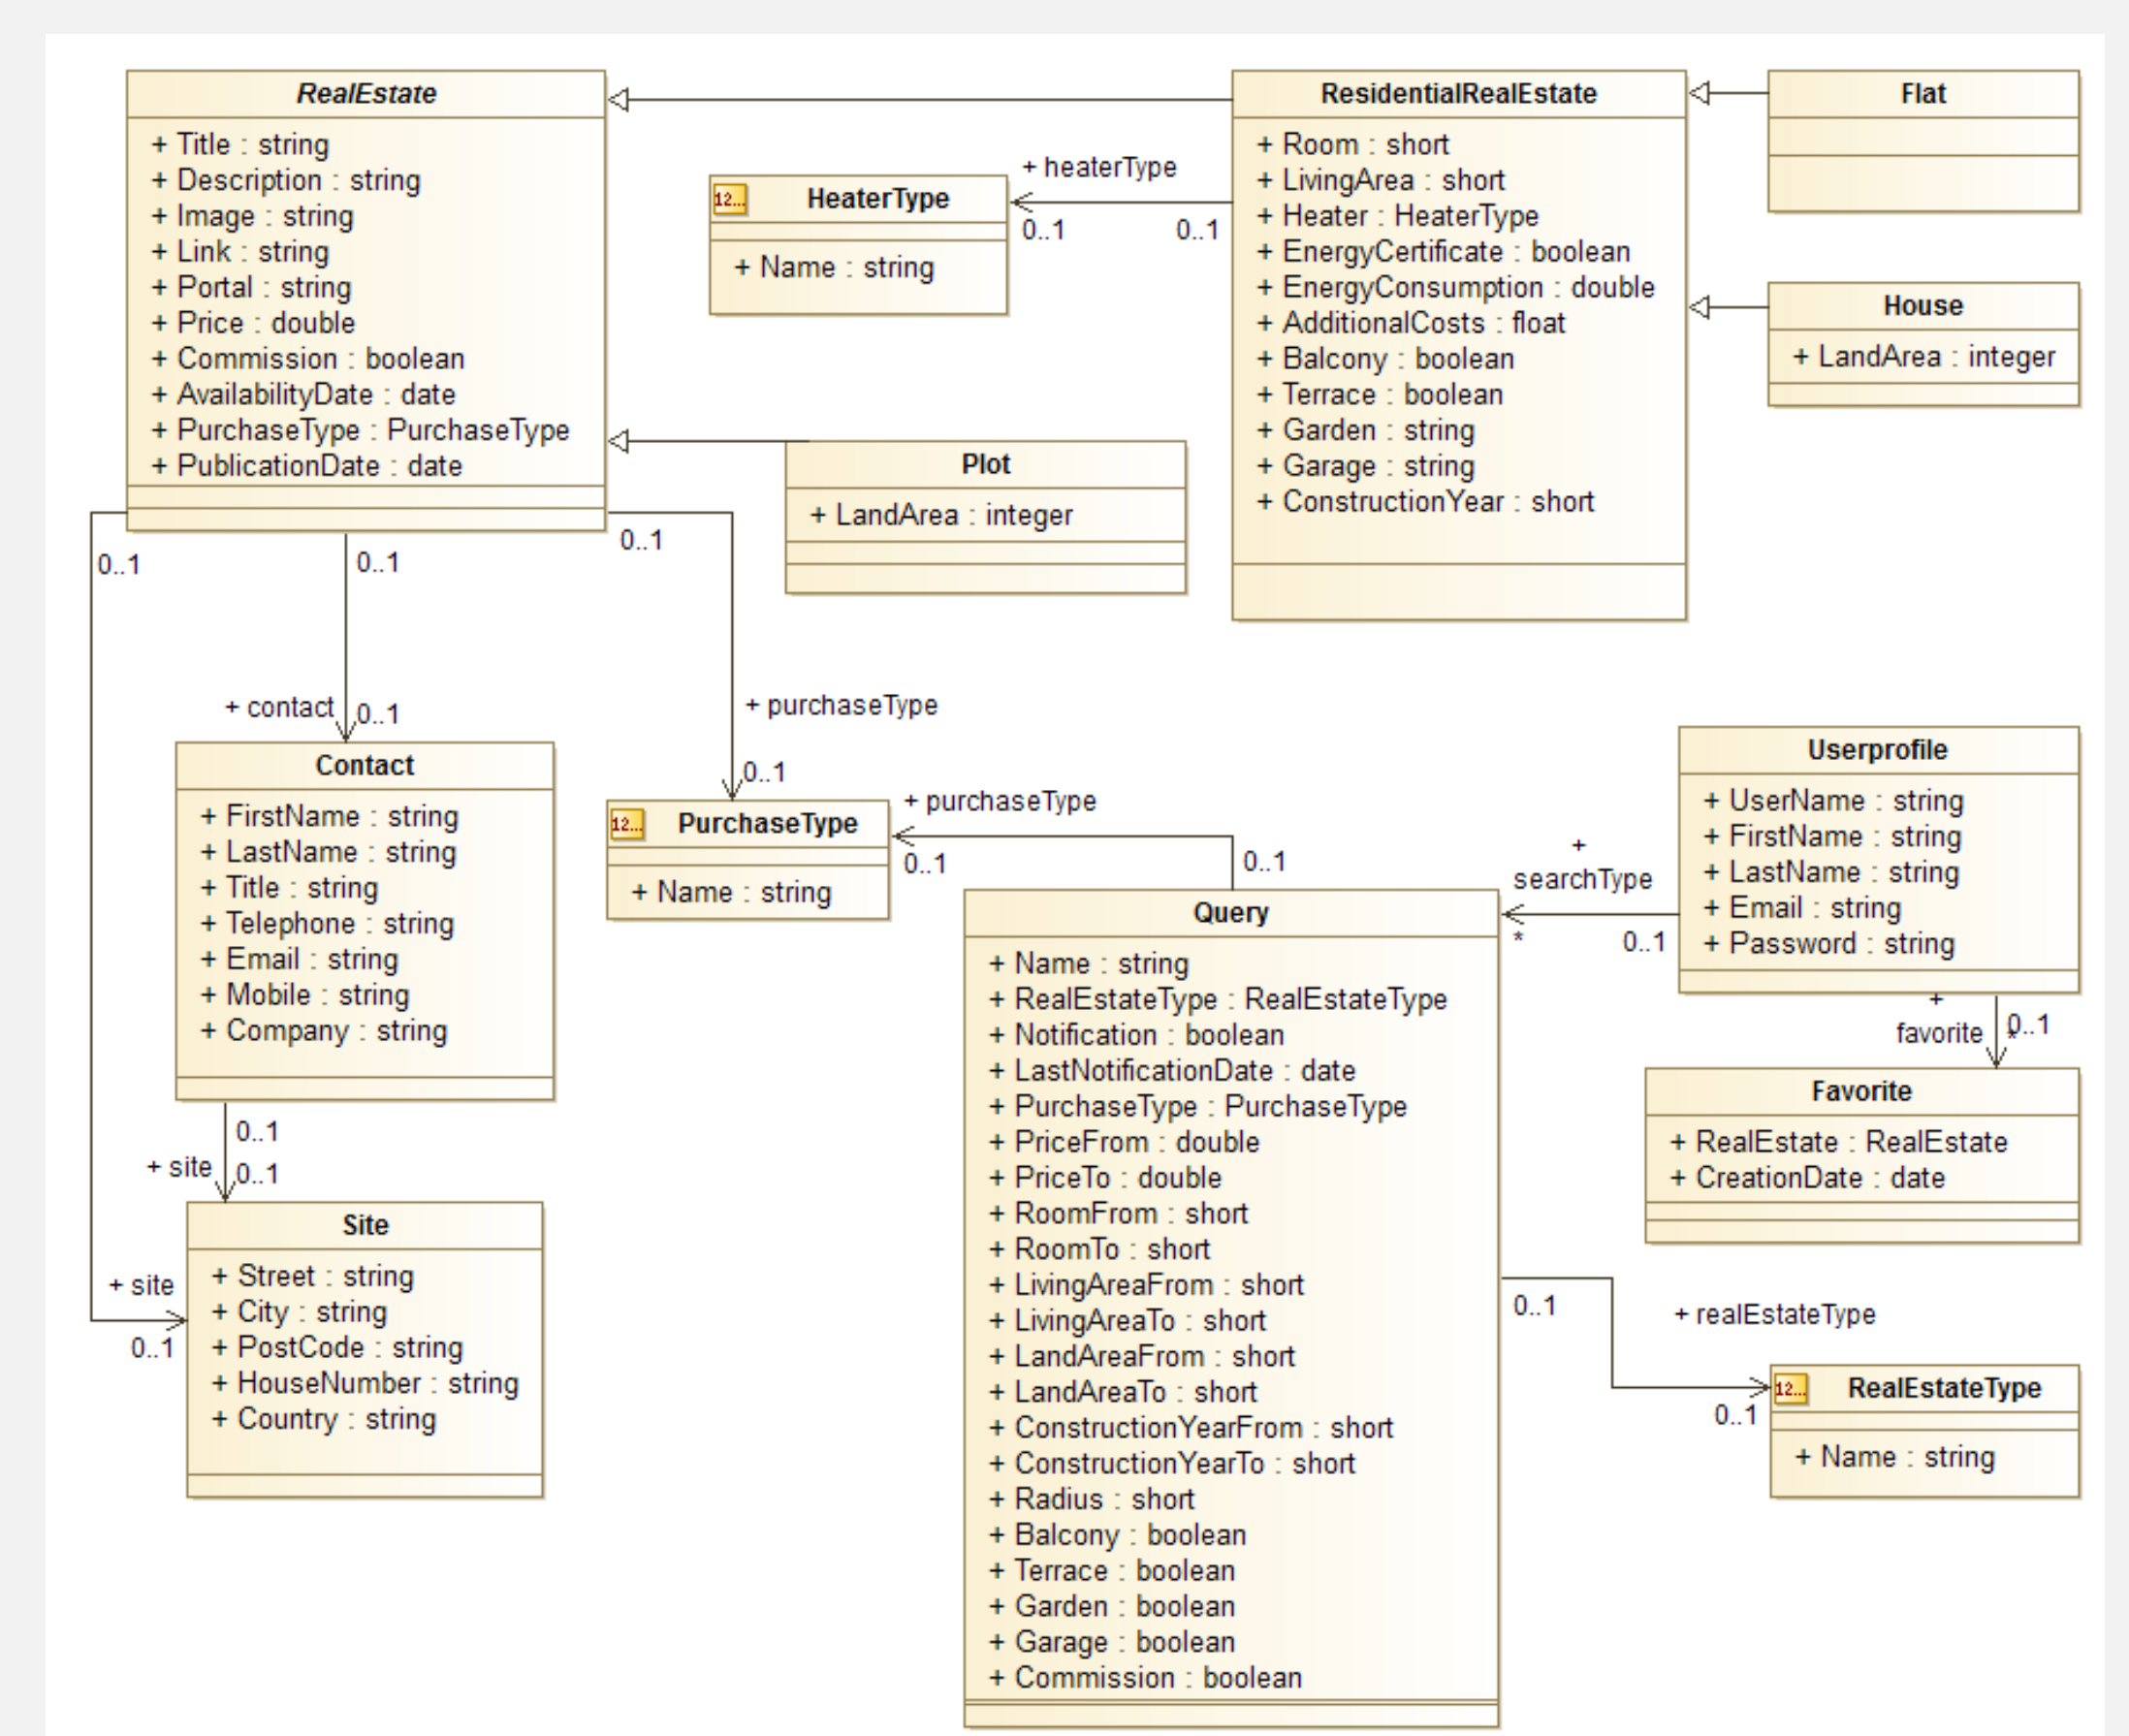 RealEstate
+ Title : string
+ Description : string
+ Image : string
+ Link : string
+ Portal : string
+ Price : double
+ Commission : boolean
+ AvailabilityDate : date
+ PurchaseType : PurchaseType
+ PublicationDate : date
ResidentialRealEstate
+ Room : short
+ LivingArea : short
+ Heater : HeaterType
+ EnergyCertificate : boolean
+ EnergyConsumption : double
+ AdditionalCosts : float
+ Balcony : boolean
+ Terrace : boolean
+ Garden : string
+ Garage : string
+ ConstructionYear : short
Flat
House
+ LandArea : integer
+ heaterType
0..1
0..1
12...
HeaterType
+ Name : string
Plot
+ LandArea : integer
0..1
0..1
0..1
+ contact
0..1
+ purchaseType
0..1
Contact
+ FirstName : string
+ LastName : string
+ Title : string
+ Telephone : string
+ Email : string
+ Mobile : string
+ Company : string
12...
PurchaseType
+ Name : string
+ purchaseType
0..1
0..1
Userprofile
+ UserName : string
+ FirstName : string
+ LastName : string
+ Email : string
+ Password : string
+
searchType
*
0..1
Query
+ Name : string
+ RealEstateType : RealEstateType
+ Notification : boolean
+ LastNotificationDate : date
+ PurchaseType : PurchaseType
+ PriceFrom : double
+ PriceTo : double
+ RoomFrom : short
+ RoomTo : short
+ LivingAreaFrom : short
+ LivingAreaTo : short
+ LandAreaFrom : short
+ LandAreaTo : short
+ ConstructionYearFrom : short
+ ConstructionYearTo : short
+ Radius : short
+ Balcony : boolean
+ Terrace : boolean
+ Garden : boolean
+ Garage : boolean
+ Commission : boolean
+
favorite
0..1
*
Favorite
+ RealEstate : RealEstate
+ CreationDate : date
0..1
+ site
0..1
Site
+ Street : string
+ City : string
+ PostCode : string
+ HouseNumber : string
+ Country : string
+ site
0..1
0..1
+ realEstateType
0..1
12...
RealEstateType
+ Name : string